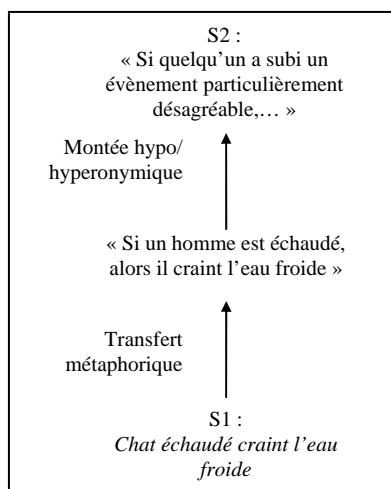 S2 :
« Si quelqu’un a subi un
évènement particulièrement
désagréable,… »
Montée hypo/
hyperonymique
« Si un homme est échaudé,
alors il craint l’eau froide »
Transfert
métaphorique
S1 :
Chat échaudé craint l’eau
froide